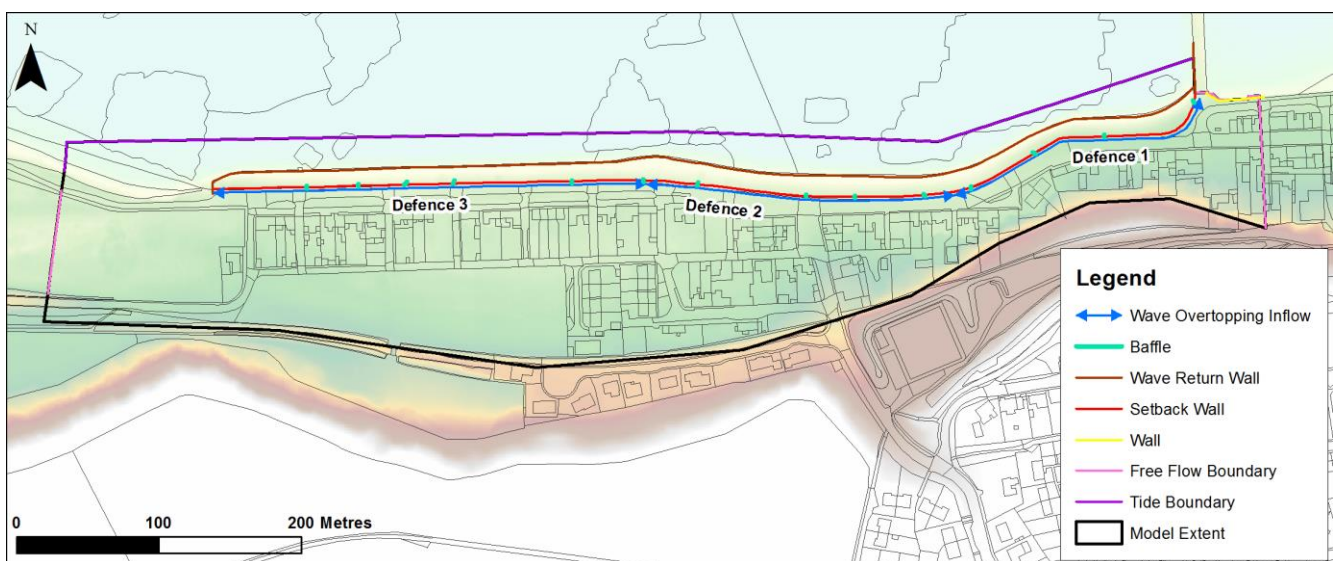 N
Defence 1
Defence 3
Defence 2
Legend
Wave Overtopping Inflow
Baffle
Wave Return Wall
Setback Wall
Wall
Free Flow Boundary
Tide Boundary
Model Extent
0 100 200 Metres